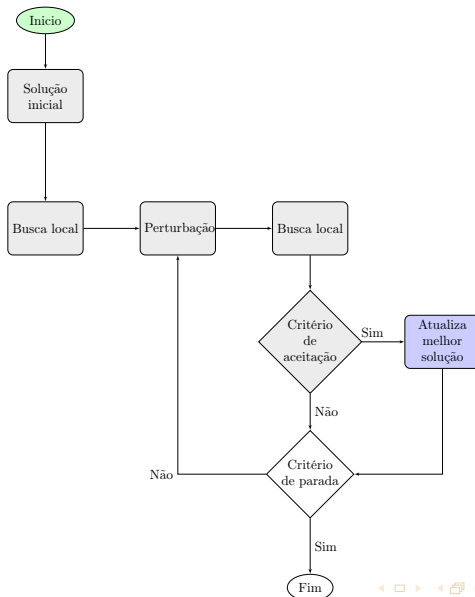 Inicio
Solução
inicial
Busca local
Perturbação
Busca local
Critério
de
aceitação
Sim
Atualiza
melhor
solução
Não
Critério
de parada
Não
Sim
Fim